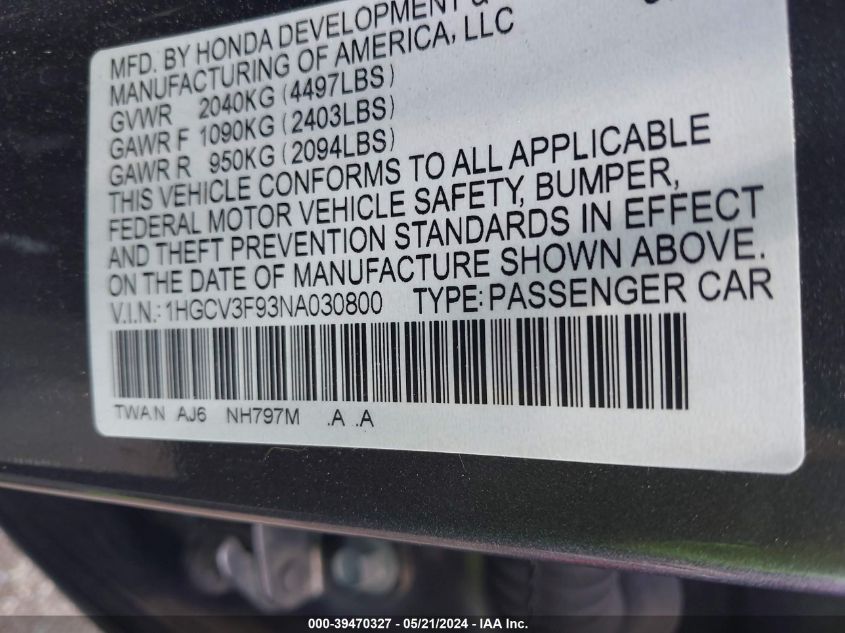 MFD. BY HONDA DEVELOPMENT &
MANUFACTURING OF AMERICA, LLC
GVWR 2040KG (4497LBS)
GAWR F 1090KG (2403LBS)
GAWR R 950KG (2094LBS)
THIS VEHICLE CONFORMS TO ALL APPLICABLE
FEDERAL MOTOR VEHICLE SAFETY, BUMPER,
AND THEFT PREVENTION STANDARDS IN EFFECT
ON THE DATE OF MANUFACTURE SHOWN ABOVE.
V.I.N.: 1HGCV3F93NA030800 TYPE: PASSENGER CAR
TWAN AJ6 NH797M .A .A
000-39470327 - 05/21/2024 - IAA Inc.